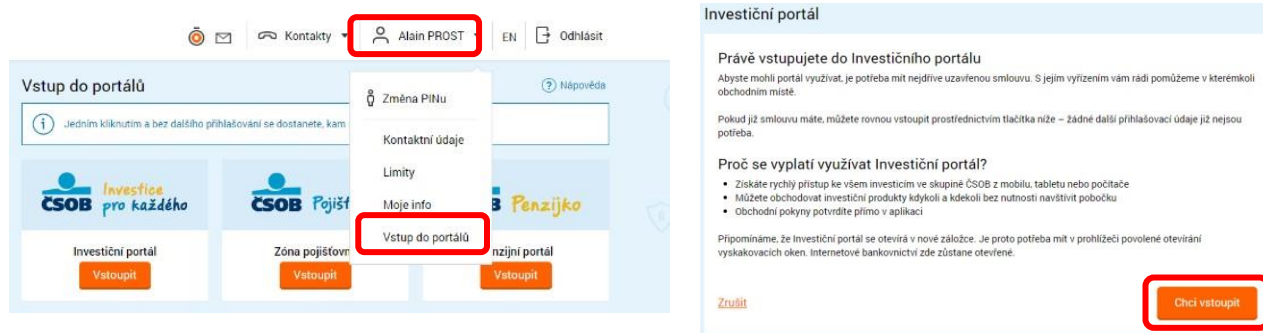 Kontakty
Alain PROST
EN
Odhlásit
Vstup do portálů
Nápověda
Jedním kliknutím a bez dalšího přihlašování se dostanete, kam
Změna PINu
Kontaktní údaje
Limity
Moje info
Vstup do portálů
ČSOB Investice pro každého
ČSOB
Penzijko
Investiční portál
Vstoupit
Vstoupit
Vstoupit
Investiční portál
Právě vstupujete do Investičního portálu
Abyste mohli portál využívat, je potřeba mít nejdříve uzavřenou smlouvu. S jejím vyřízením vám rádi pomůžeme v kterémkoli
obchodním místě.
Pokud již smlouvu máte, můžete rovnou vstoupit prostřednictvím tlačítka níže – žádné další přihlašovací údaje již nejsou
potřeba.
Proč se vyplatí využívat Investiční portál?
Získáte rychlý přístup ke všem investicím ve skupině ČSOB z mobilu, tabletu nebo počítače
Můžete obchodovat investiční produkty kdykoli a kdekoli bez nutnosti navštívit pobočku
Obchodní pokyny potvrdíte přímo v aplikaci
Připomínáme, že Investiční portál se otevírá v nové záložce. Je proto potřeba mít v prohlížeči povolené otevírání
vyskakovacích oken. Internetové bankovnictví zde zůstane otevřené.
Zrušit
Chci vstoupit